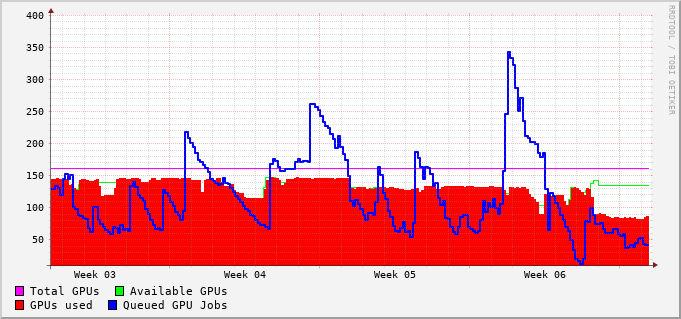 400
350
300
250
200
150
100
50
Week 03 Week 04 Week 05 Week 06
Total GPUs Available GPUs
GPUs used Queued GPU Jobs
RRDTOOL / TOBI OETIKER